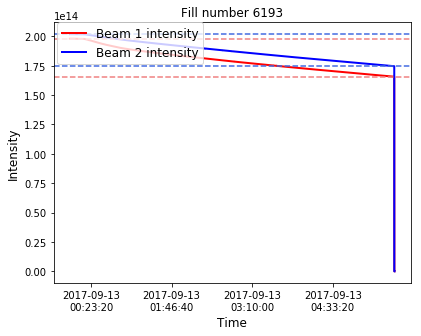 Fill number 6193
1e14
Beam 1 intensity
Beam 2 intensity
2.00
1.75
1.50
1.25
1.00
0.75
0.50
0.25
0.00
Intensity
2017-09-13
00:23:20
2017-09-13
01:46:40
2017-09-13
03:10:00
2017-09-13
04:33:20
Time